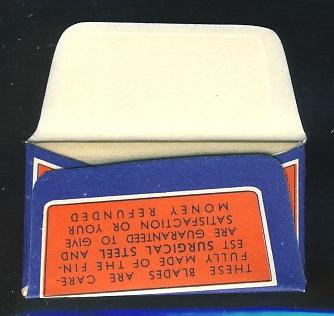 THESE BLADES ARE CARE-
FULLY MADE OF THE FIN-
EST SURGICAL STEEL AND
ARE GUARANTEED TO GIVE
SATISFACTION OR YOUR
MONEY REFUNDED